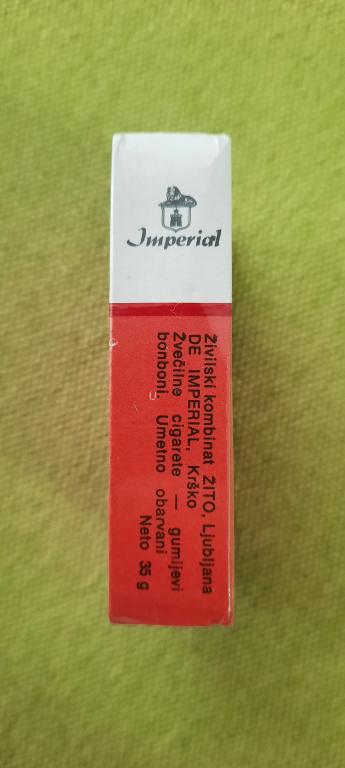 Imperial
Živilski kombinat ŽITO, Ljubljana
DE IMPERIAL, Krško
Žvečilne cigarete — gumijevi
bonboni. Umetno obarvani
Neto 35 g